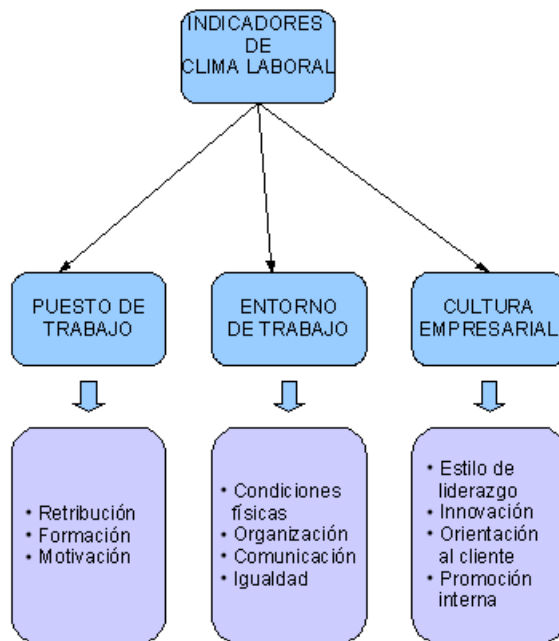 INDICADORES
DE
CLIMA LABORAL
PUESTO DE
TRABAJO
ENTORNO
DE TRABAJO
CULTURA
EMPRESARIAL
• Retribución
• Formación
• Motivación
• Condiciones
físicas
• Organización
• Comunicación
• Igualdad
• Estilo de
liderazgo
• Innovación
• Orientación
al cliente
• Promoción
interna